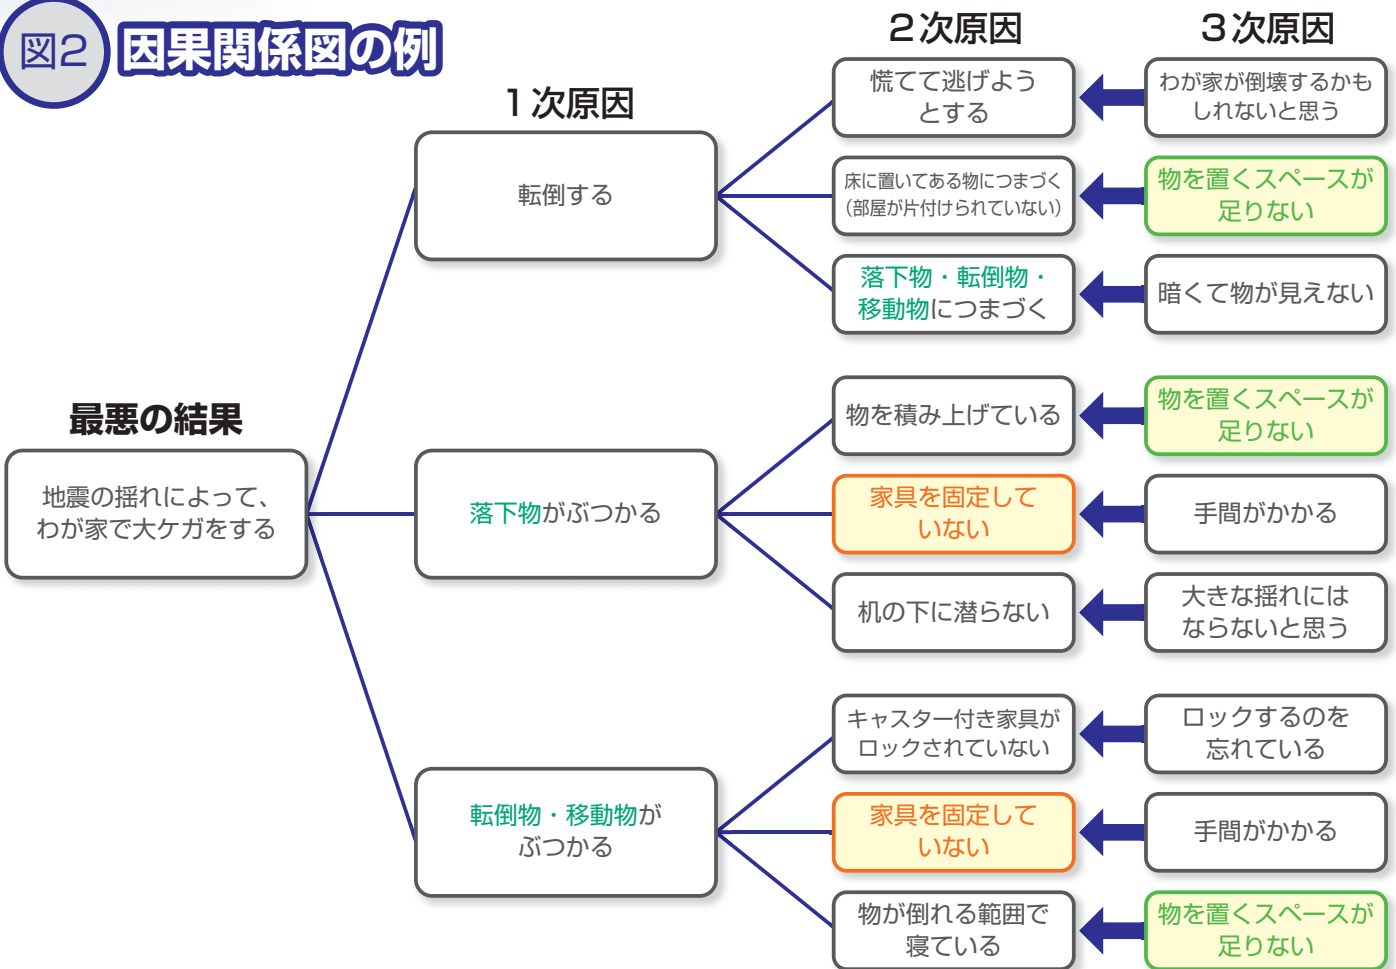 図2
因果関係図の例
最悪の結果
地震の揺れによって、
わが家で大ケガをする
1次原因
転倒する
落下物がぶつかる
転倒物・移動物が
ぶつかる
2次原因
慌てて逃げよう
とする
床に置いてある物につまづく
（部屋が片付けられていない）
落下物・転倒物・
移動物につまづく
物を積み上げている
家具を固定して
いない
机の下に潜らない
キャスター付き家具が
ロックされていない
家具を固定して
いない
物が倒れる範囲で
寝ている
3次原因
わが家が倒壊するかも
しれないと思う
物を置くスペースが
足りない
暗くて物が見えない
物を置くスペースが
足りない
手間がかかる
大きな揺れには
ならないと思う
ロックするのを
忘れている
手間がかかる
物を置くスペースが
足りない